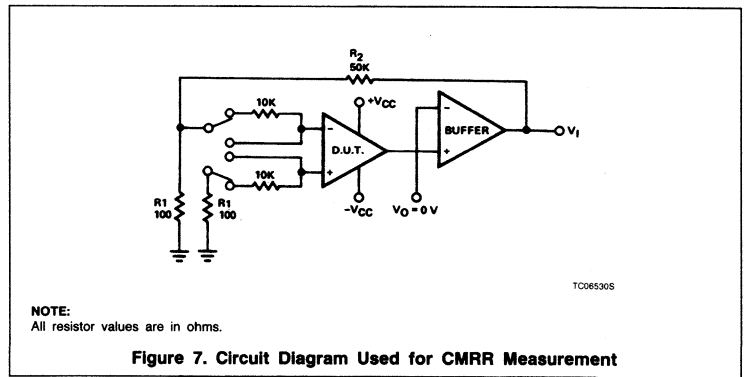 R2
50K
10K
+VCC
-
D.U.T.
+
-
BUFFER
+
VI
10K
R1
100
R1
100
-VCC
VO = 0 V
TC06530S
NOTE:
All resistor values are in ohms.
Figure 7. Circuit Diagram Used for CMRR Measurement